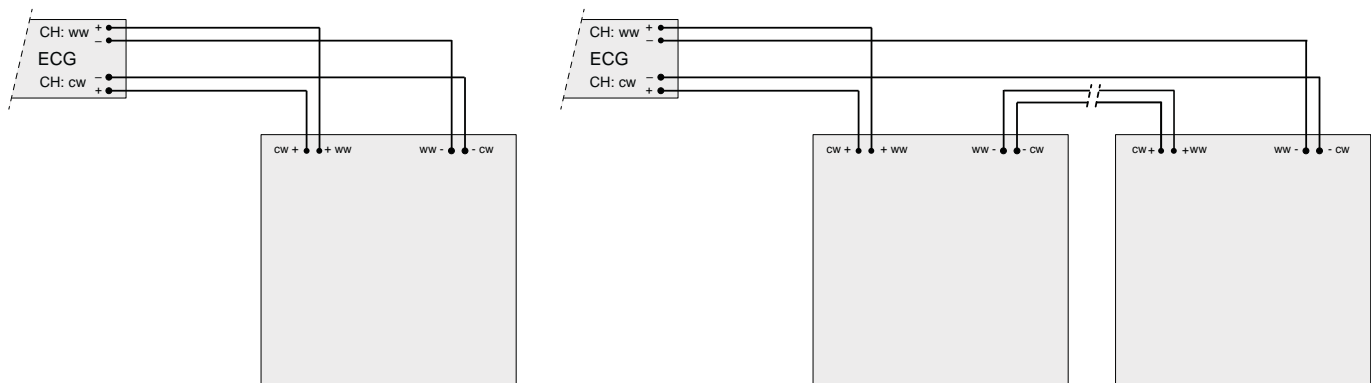 CH: ww + –
ECG
CH: cw – +
cw + + ww ww - - cw
CH: ww + –
ECG
CH: cw – +
cw + + ww ww - - cw
cw+ +ww ww - - cw